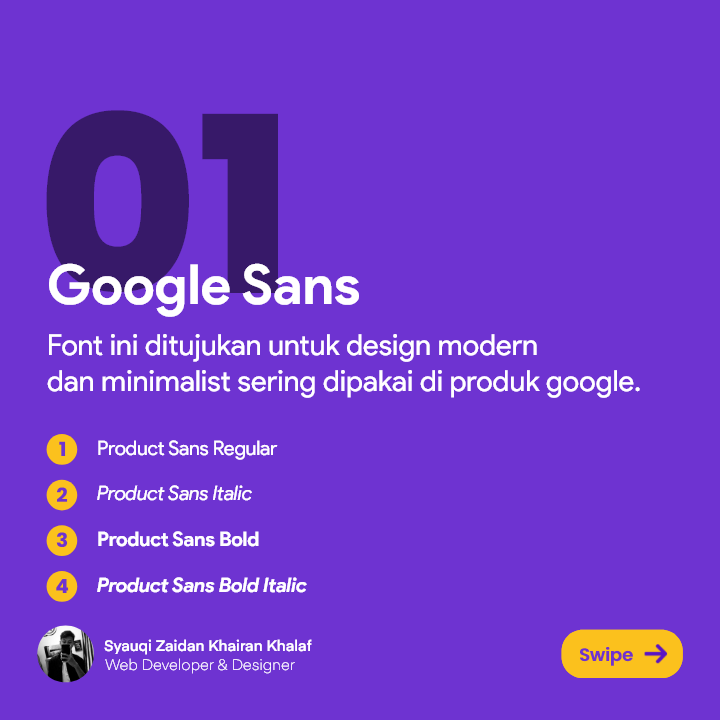 01
Google Sans
Font ini ditujukan untuk design modern
dan minimalist sering dipakai di produk google.
1 Product Sans Regular
2 Product Sans Italic
3 Product Sans Bold
4 Product Sans Bold Italic
Syauqi Zaidan Khairan Khalaf
Web Developer & Designer
Swipe